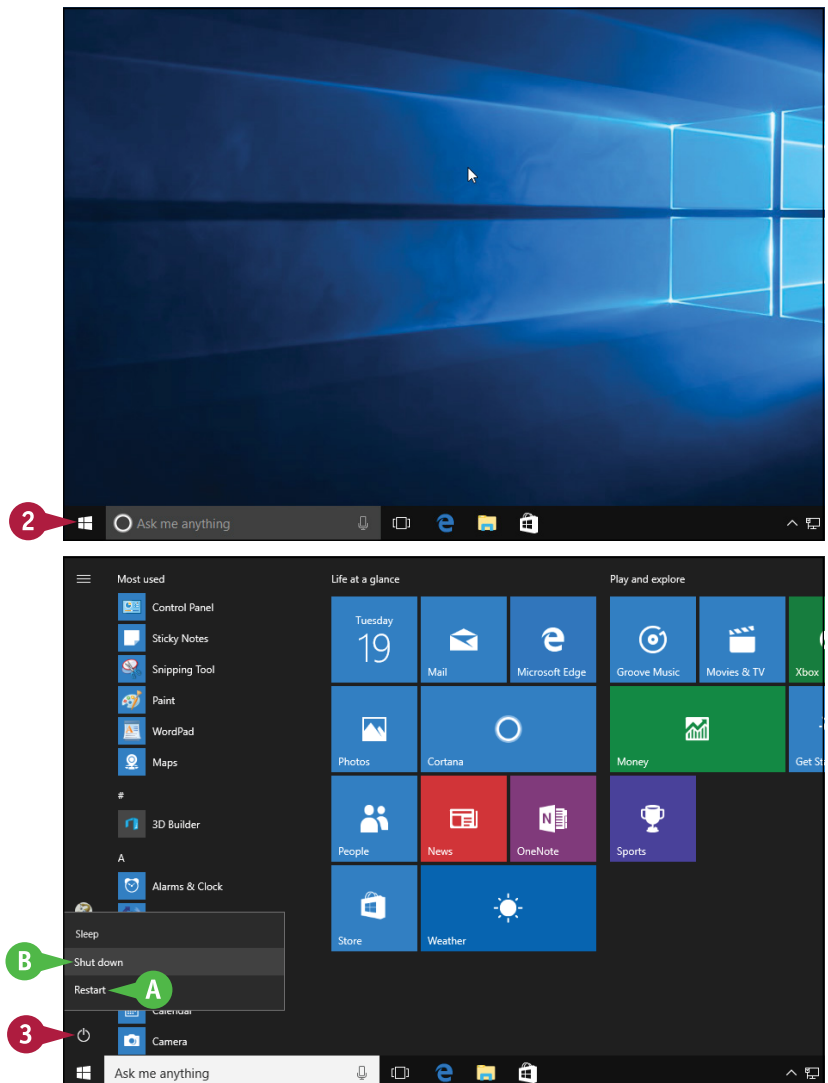 2
Ask me anything
Most used
Life at a glance
Play and explore
Control Panel
Sticky Notes
Snipping Tool
Paint
WordPad
Maps
#
3D Builder
A
Alarms & Clock
Tuesday
19
Mail
Microsoft Edge
Groove Music
Movies & TV
Xbox
Photos
Cortana
Money
Get
People
News
OneNote
Sports
Store
Weather
Sleep
B
Shut down
Restart
A
Calendar
3
Camera
Ask me anything